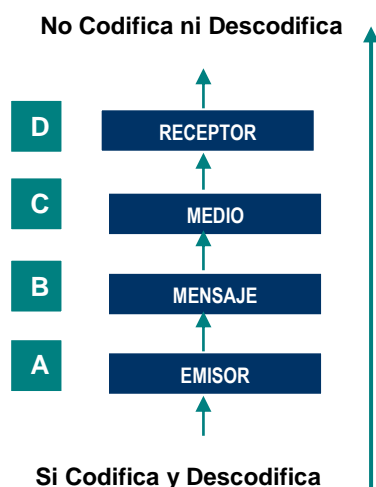 No Codifica ni Descodifica
D
RECEPTOR
C
MEDIO
B
MENSAJE
A
EMISOR
Si Codifica y Descodifica